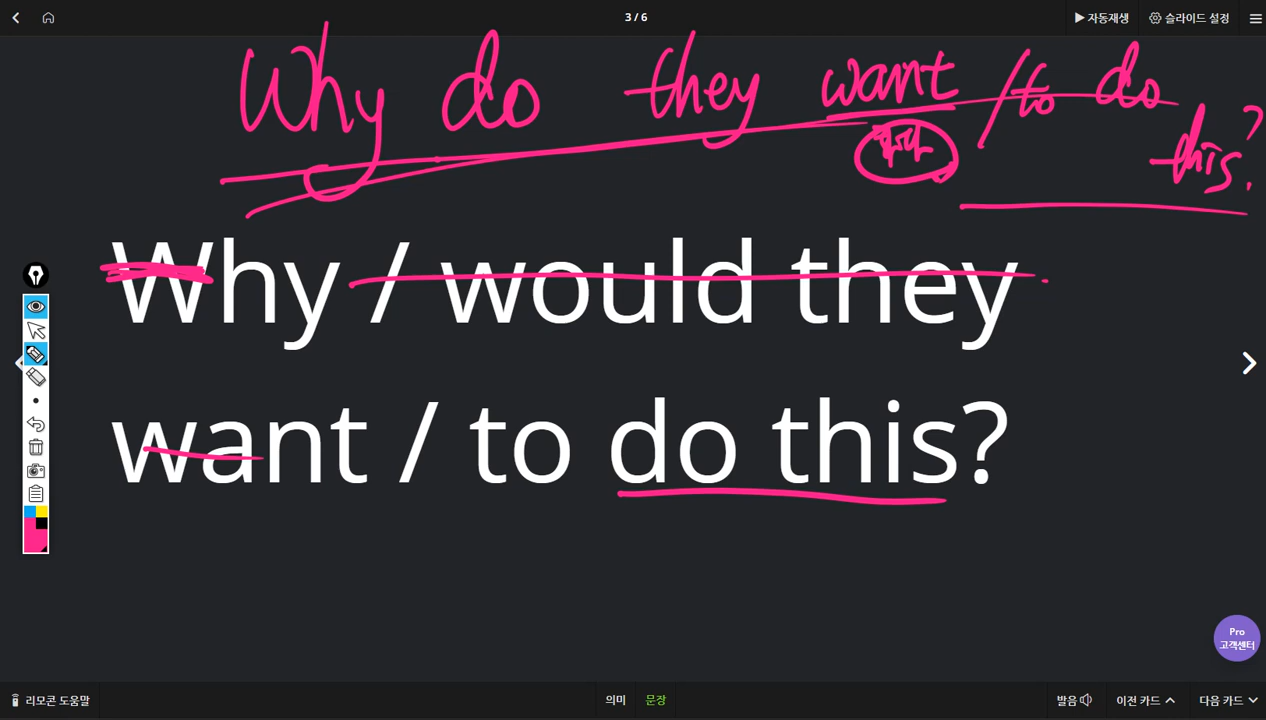 3 / 6
▶ 자동재생
슬라이드 설정
Why do they want / to do
this?
Why / would they
want / to do this?
Pro
고객센터
리모콘 도움말
의미
문장
발음
이전 카드
다음 카드